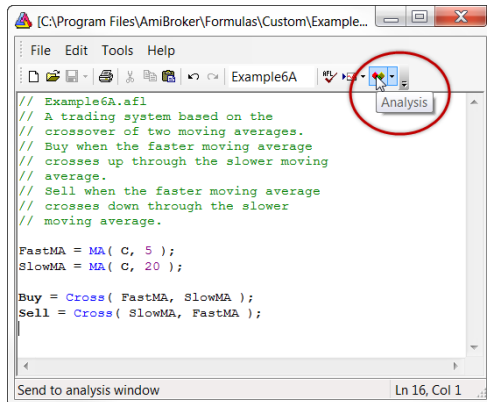 [C:\Program Files\AmiBroker\Formulas\Custom\Example...
File Edit Tools Help
Example6A
Analysis
// Example6A.afl
// A trading system based on the
// crossover of two moving averages.
// Buy when the faster moving average
// crosses up through the slower moving
// average.
// Sell when the faster moving average
// crosses down through the slower
// moving average.
FastMA = MA( C, 5 );
SlowMA = MA( C, 20 );
Buy = Cross( FastMA, SlowMA );
Sell = Cross( SlowMA, FastMA );
Send to analysis window Ln 16, Col 1